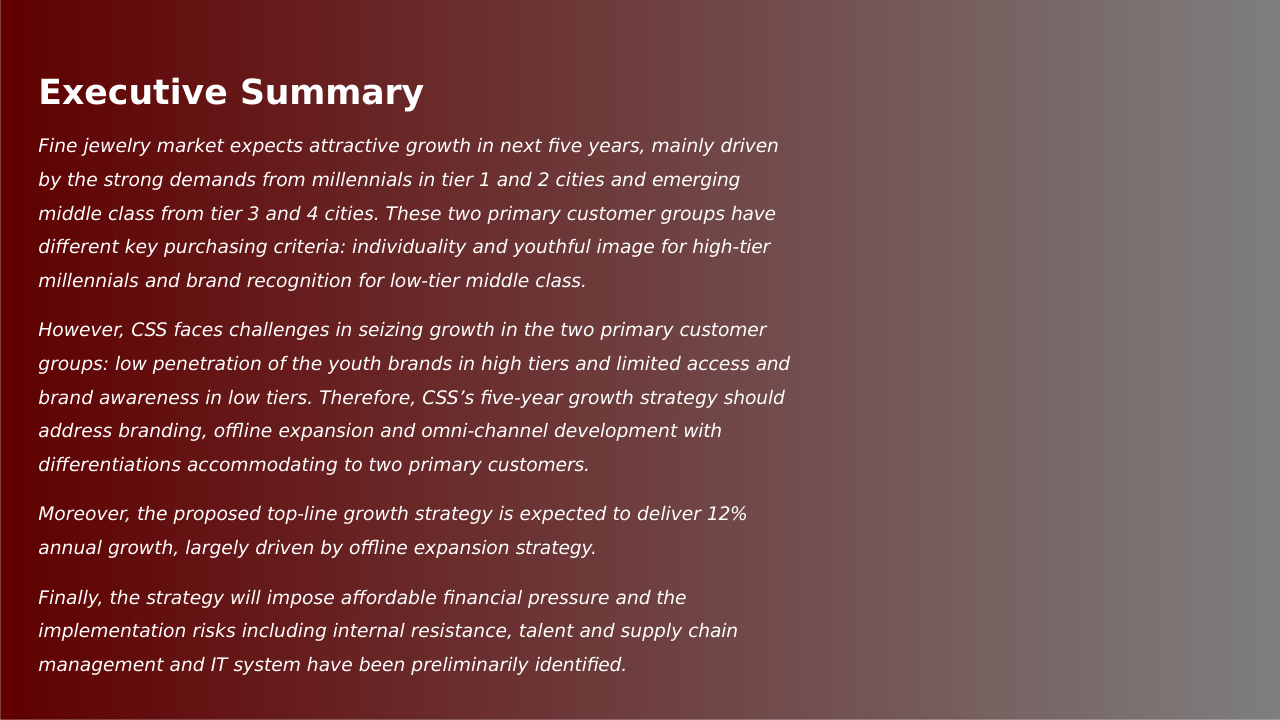 Executive Summary
Fine jewelry market expects attractive growth in next five years, mainly driven
by the strong demands from millennials in tier 1 and 2 cities and emerging
middle class from tier 3 and 4 cities. These two primary customer groups have
different key purchasing criteria: individuality and youthful image for high-tier
millennials and brand recognition for low-tier middle class.
However, CSS faces challenges in seizing growth in the two primary customer
groups: low penetration of the youth brands in high tiers and limited access and
brand awareness in low tiers. Therefore, CSS’s five-year growth strategy should
address branding, offline expansion and omni-channel development with
differentiations accommodating to two primary customers.
Moreover, the proposed top-line growth strategy is expected to deliver 12%
annual growth, largely driven by offline expansion strategy.
Finally, the strategy will impose affordable financial pressure and the
implementation risks including internal resistance, talent and supply chain
management and IT system have been preliminarily identified.